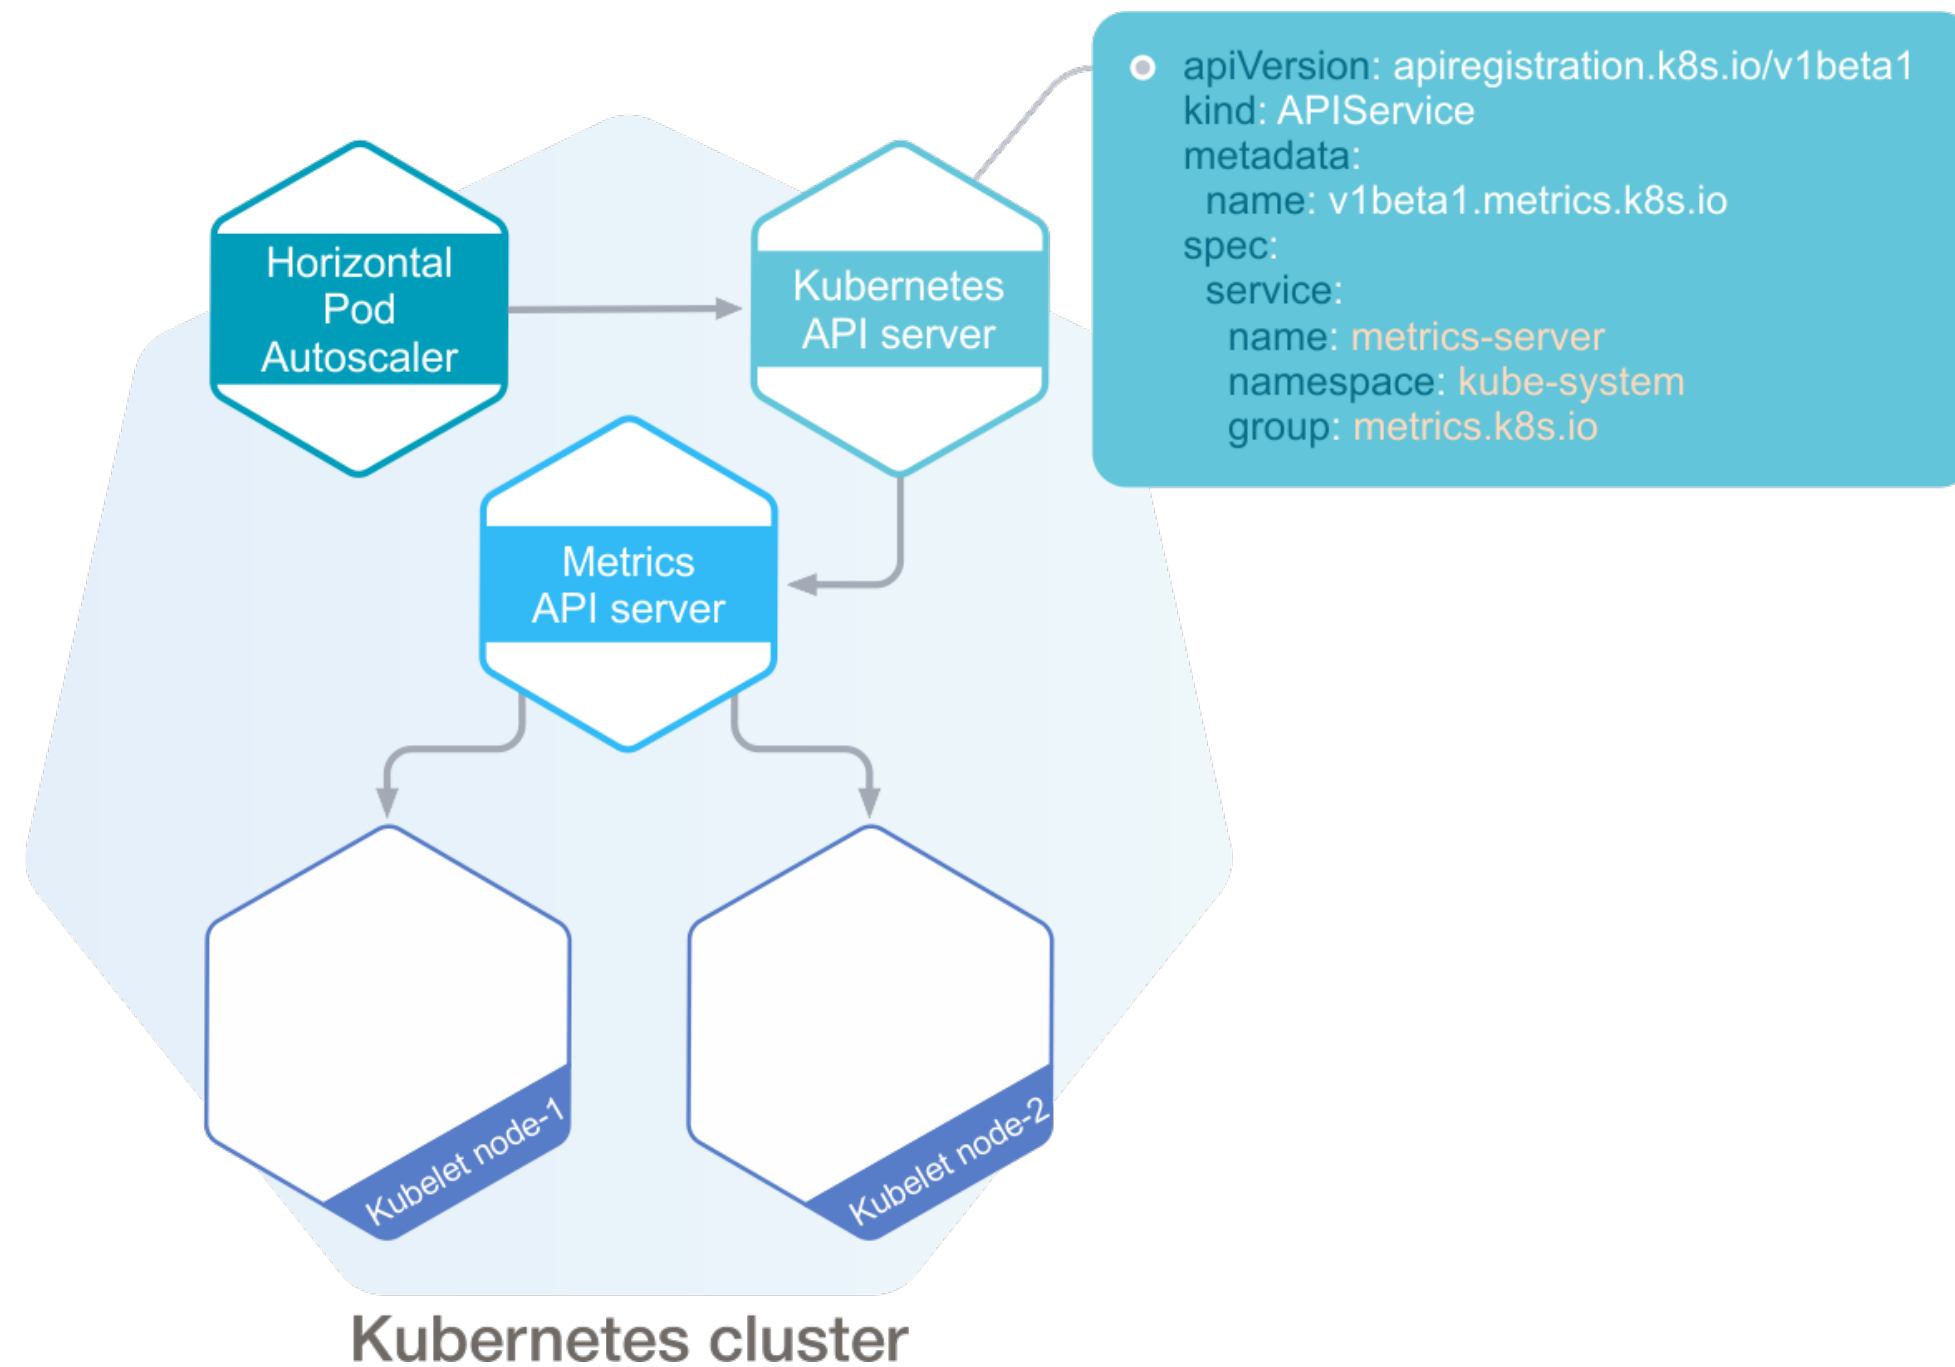 Horizontal
Pod
Autoscaler
Kubernetes
API server
apiVersion: apiregistration.k8s.io/v1beta1
kind: APIService
metadata:
name: v1beta1.metrics.k8s.io
spec:
service:
name: metrics-server
namespace: kube-system
group: metrics.k8s.io
Metrics
API server
Kubelet node-1
Kubelet node-2
Kubernetes cluster